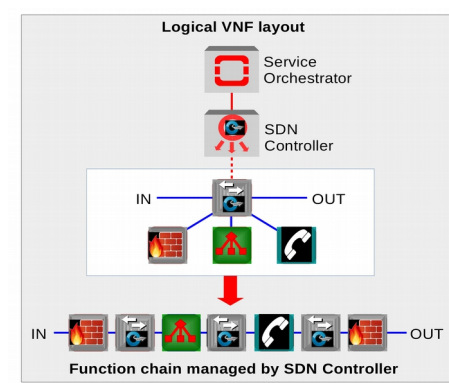 Logical VNF layout
Service
Orchestrator
SDN
Controller
IN
OUT
IN
OUT
Function chain managed by SDN Controller